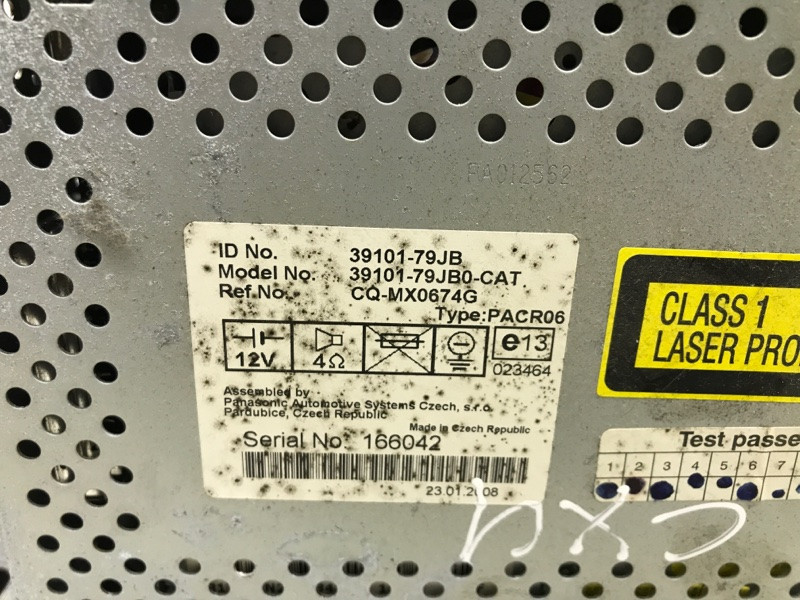 PA012562
ID No. 39101-79JB
Model No. 39101-79JB0-CAT
Ref.No. CQ-MX0674G
Type:PACR06
12V 4Ω e13
023464
Assembled by
Panasonic Automotive Systems Czech, s.r.o.
Pardubice, Czech Republic
Made in Czech Republic
Serial No. 166042
23.01.2008
CLASS 1
LASER PRO
Test passe
1 2 3 4 5 6 7